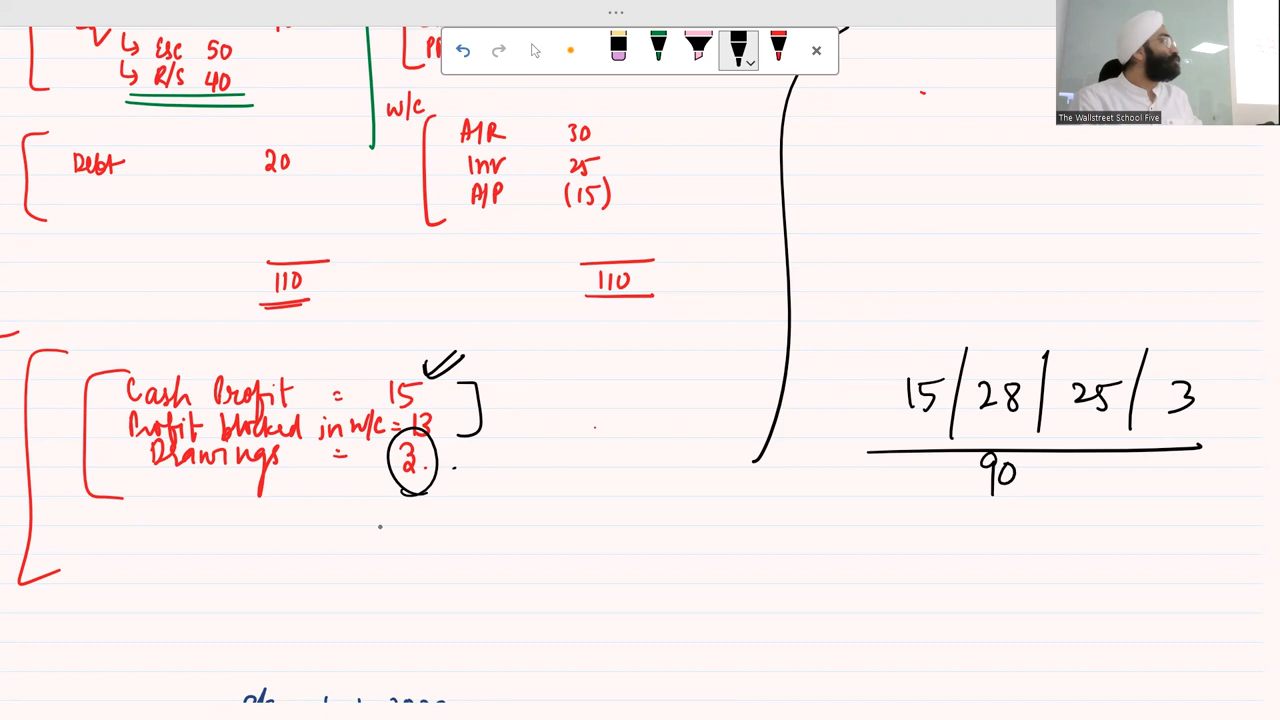 ↳ ESC 50
↳ R/S 40
Debt 20
110
W/C
A/R 30
Inv 25
A/P (15)
110
Cash Profit = 15
Profit blocked in W/C = 13
Drawings = 3.
15 / 28 / 25 / 3
90
The Wallstreet School Five